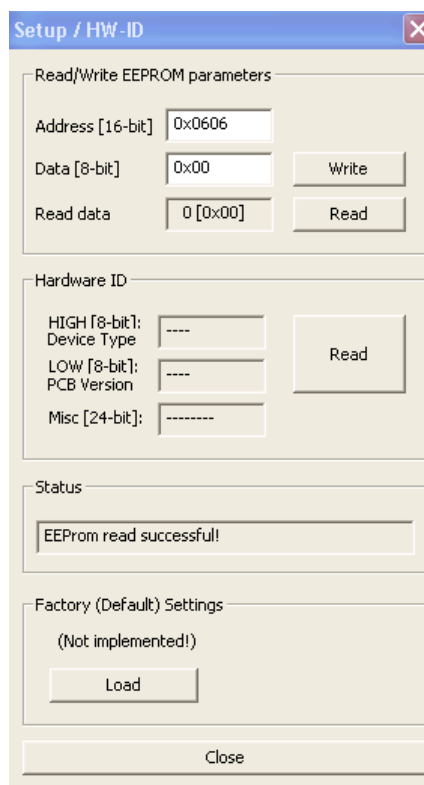 Setup / HW-ID
Read/Write EEPROM parameters
Address [16-bit] 0x0606
Data [8-bit] 0x00 Write
Read data 0 [0x00] Read
Hardware ID
HIGH [8-bit]: ----
Device Type
Read
LOW [8-bit]: ----
PCB Version
Misc [24-bit]: --------
Status
EEProm read successful!
Factory (Default) Settings
(Not implemented!)
Load
Close